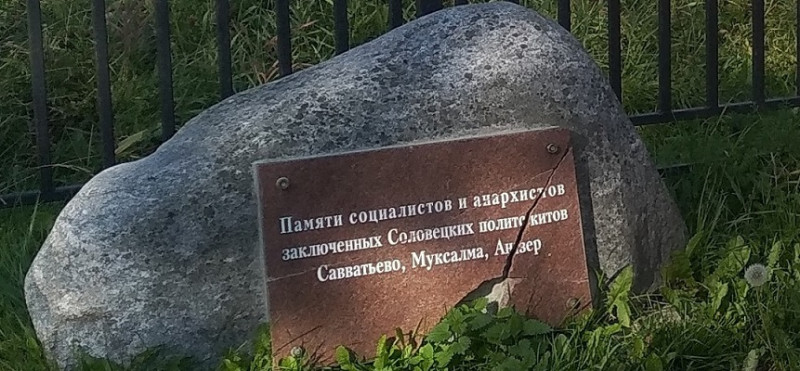 Памяти социалистов и анархистов
заключенных Соловецких политскитов
Савватьево, Муксалма, Анзер